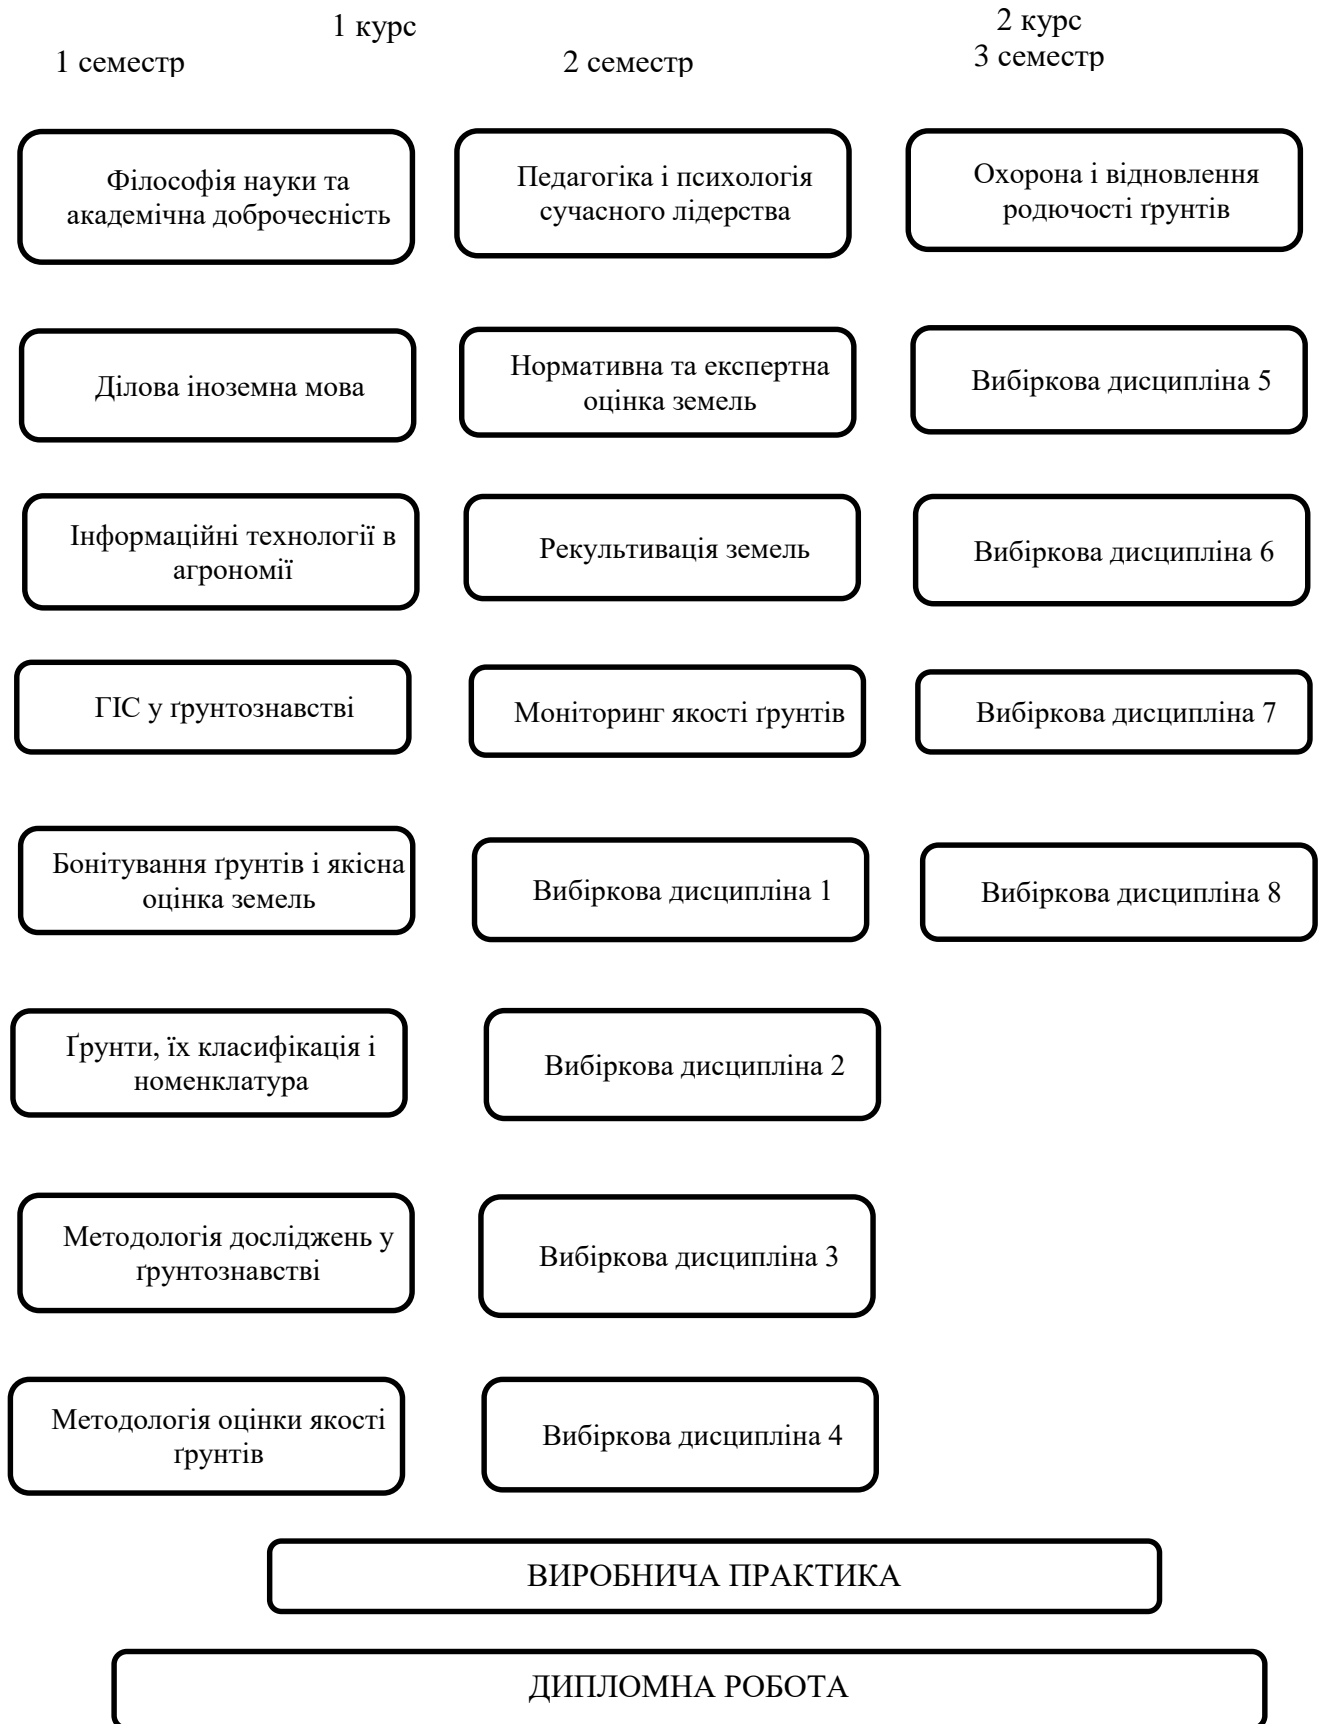 1 курс
2 курс
1 семестр
2 семестр
3 семестр
Філософія науки та
академічна доброчесність
Педагогіка і психологія
сучасного лідерства
Охорона і відновлення
родючості ґрунтів
Ділова іноземна мова
Нормативна та експертна
оцінка земель
Вибіркова дисципліна 5
Інформаційні технології в
агрономії
Рекультивація земель
Вибіркова дисципліна 6
ГІС у ґрунтознавстві
Моніторинг якості ґрунтів
Вибіркова дисципліна 7
Бонітування ґрунтів і якісна
оцінка земель
Вибіркова дисципліна 1
Вибіркова дисципліна 8
Ґрунти, їх класифікація і
номенклатура
Вибіркова дисципліна 2
Методологія досліджень у
ґрунтознавстві
Вибіркова дисципліна 3
Методологія оцінки якості
ґрунтів
Вибіркова дисципліна 4
ВИРОБНИЧА ПРАКТИКА
ДИПЛОМНА РОБОТА